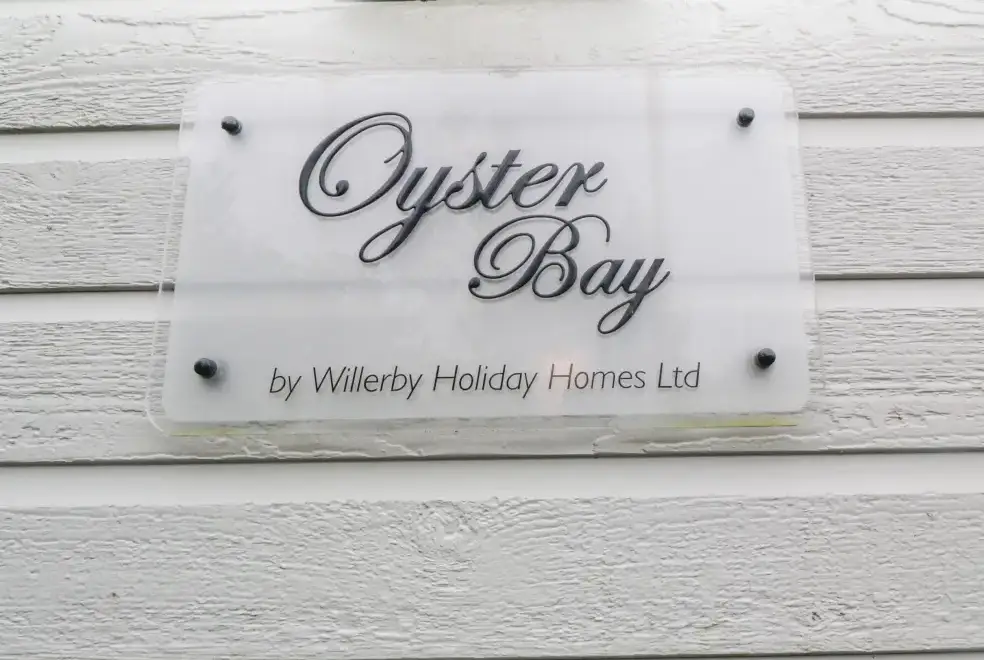 Oyster
Bay
by Willerby Holiday Homes Ltd